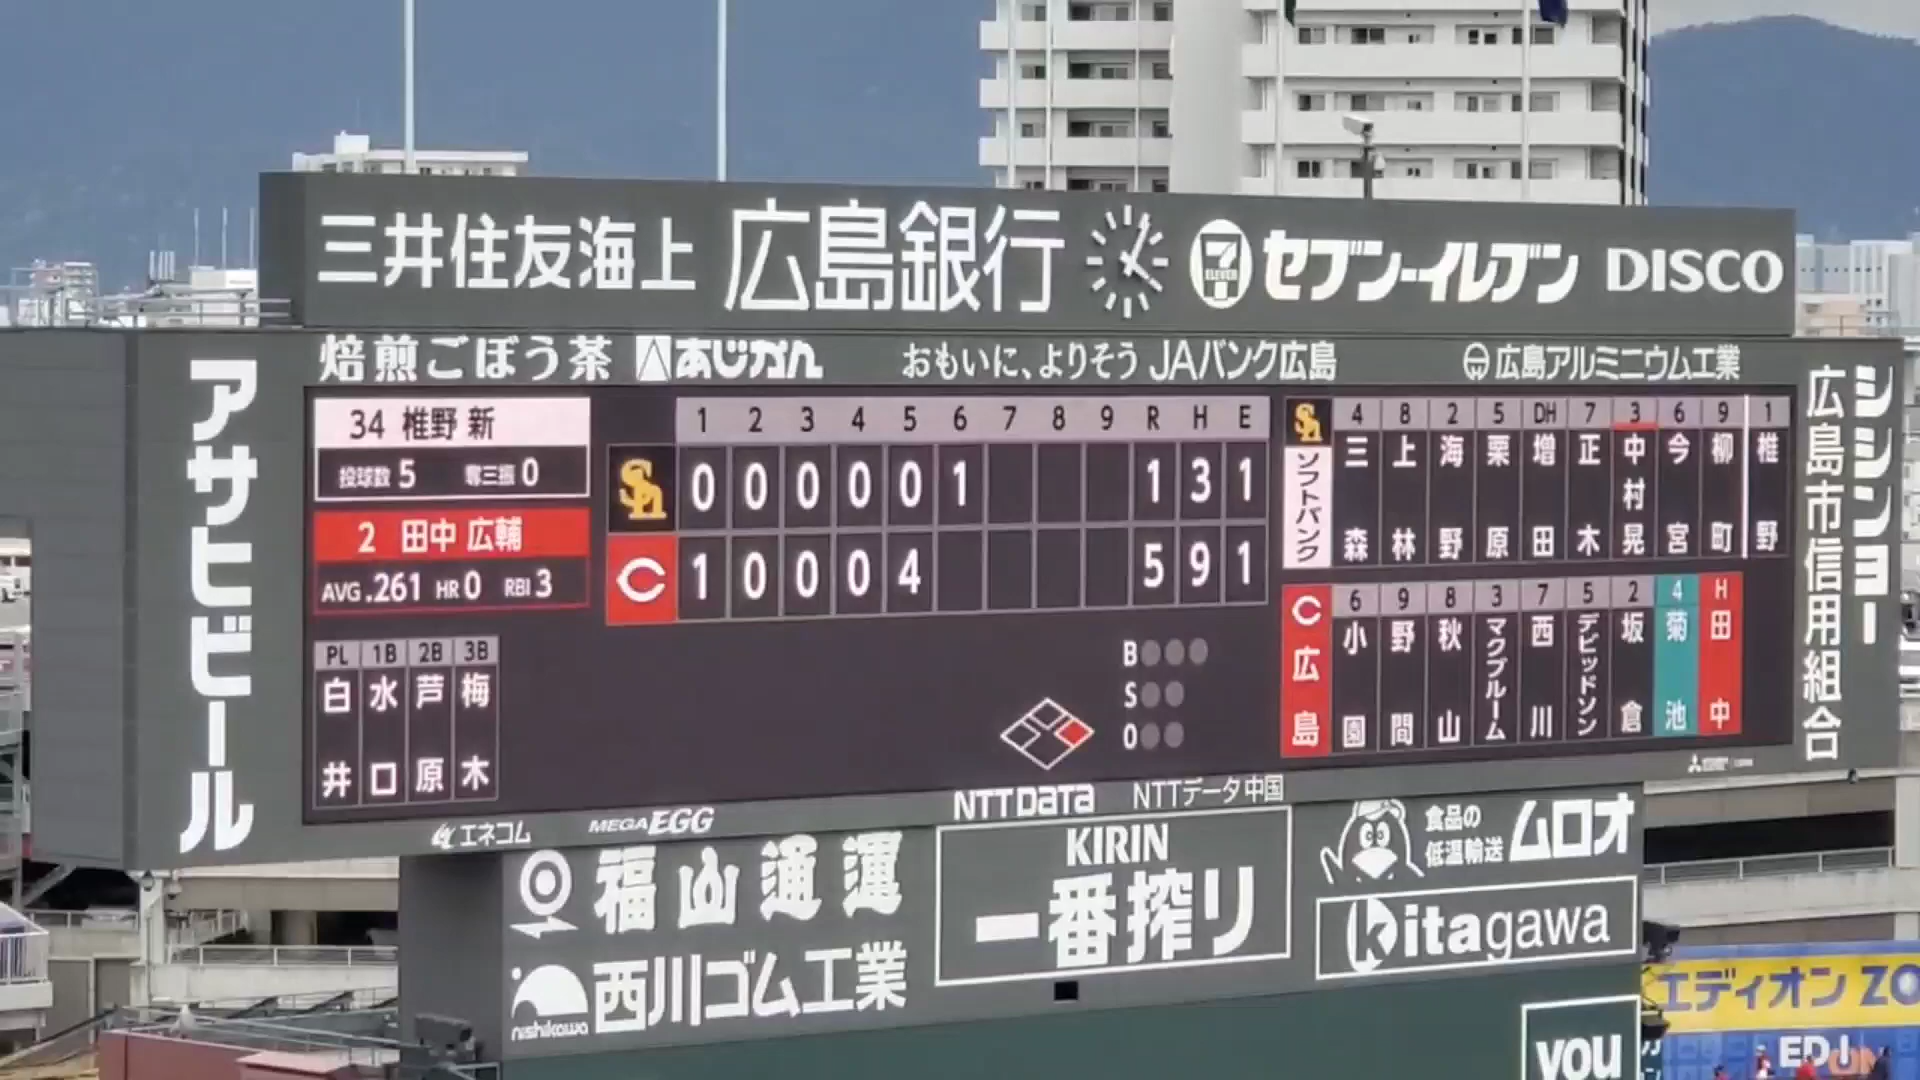 三井住友海上 広島銀行 7 ELEVEN セブン-イレブン DISCO
焙煎ごぼう茶 あじかん おもいに、よりそう JAバンク広島 広島アルミニウム工業
アサヒビール
34 椎野 新
投球数 5 奪三振 0
2 田中 広輔
AVG .261 HR 0 RBI 3
1 2 3 4 5 6 7 8 9 R H E
Sh 0 0 0 0 0 1 1 3 1
C 1 0 0 0 4 5 9 1
Sh ソフトバンク
4 8 2 5 DH 7 3 6 9 1
三森 上林 海野 栗原 増田 正木 中村晃 今宮 柳町 椎野
C 広島
6 9 8 3 7 5 2 4 H
小園 野間 秋山 マクブルーム 西川 デビッドソン 坂倉 菊池 田中
PL 1B 2B 3B
白井 水口 芦原 梅木
B
S
O
シシンヨー
広島市信用組合
エネコム MEGA EGG NTT DATA NTTデータ中国
福山通運
nishikawa 西川ゴム工業
KIRIN
一番搾り
食品の
低温輸送 ムロオ
kitagawa
エディオン ZO
EDI
you